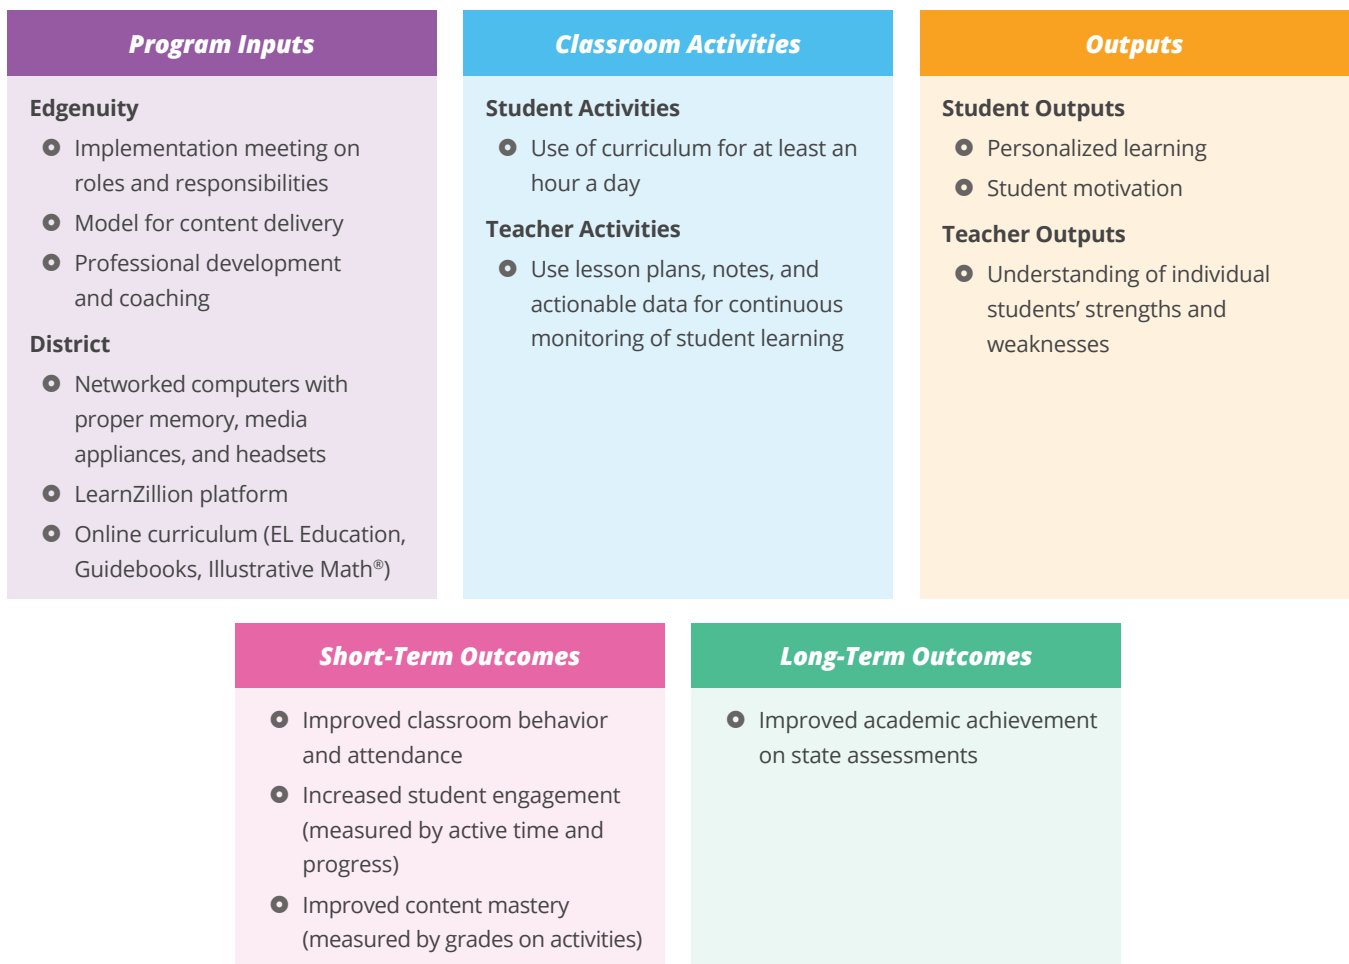 Program Inputs
Edgenuity
Implementation meeting on
roles and responsibilities
Model for content delivery
Professional development
and coaching
District
Networked computers with
proper memory, media
appliances, and headsets
LearnZillion platform
Online curriculum (EL Education,
Guidebooks, Illustrative Math®)
Classroom Activities
Student Activities
Use of curriculum for at least an
hour a day
Teacher Activities
Use lesson plans, notes, and
actionable data for continuous
monitoring of student learning
Outputs
Student Outputs
Personalized learning
Student motivation
Teacher Outputs
Understanding of individual
students’ strengths and
weaknesses
Short-Term Outcomes
Improved classroom behavior
and attendance
Increased student engagement
(measured by active time and
progress)
Improved content mastery
(measured by grades on activities)
Long-Term Outcomes
Improved academic achievement
on state assessments